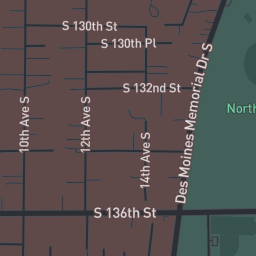 S 130th St
S 130th Pl
S 132nd St
10th Ave S
12th Ave S
14th Ave S
Des Moines Memorial Dr S
North
S 136th St